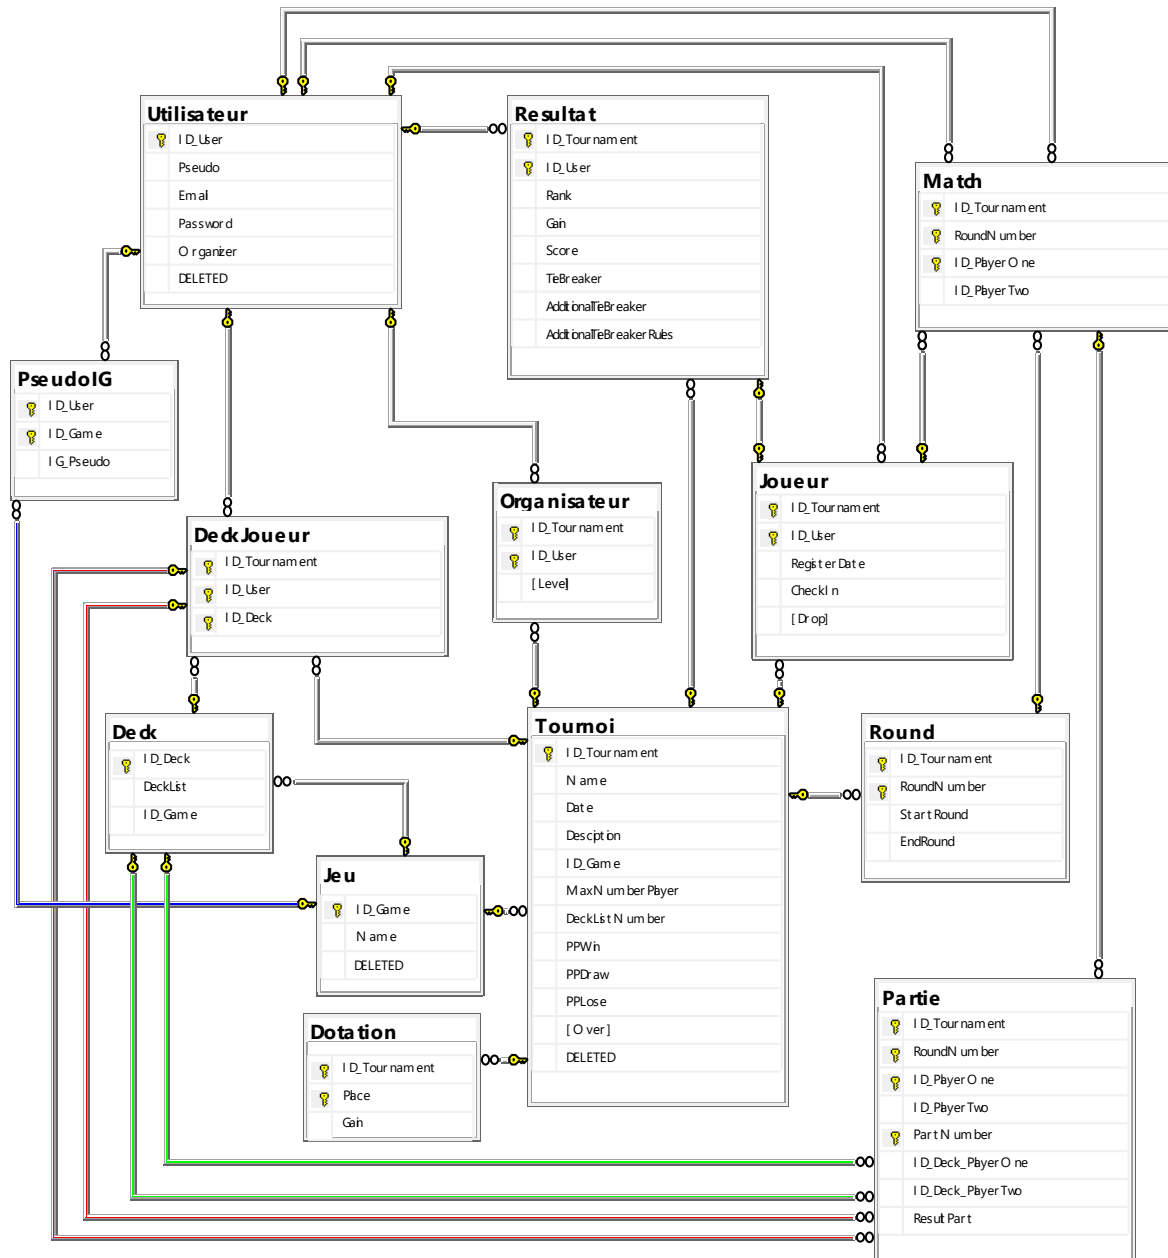 Utilisateur
ID_User
Pseudo
Email
Password
Organizer
DELETED
Resultat
ID_Tournament
ID_User
Rank
Gain
Score
TieBreaker
AdditionalTieBreaker
AdditionalTieBreakerRules
Match
ID_Tournament
RoundNumber
ID_PlayerOne
ID_PlayerTwo
PseudoIG
ID_User
ID_Game
IG_Pseudo
DeckJoueur
ID_Tournament
ID_User
ID_Deck
Organisateur
ID_Tournament
ID_User
[Level]
Joueur
ID_Tournament
ID_User
RegisterDate
CheckIn
[Drop]
Deck
ID_Deck
DeckList
ID_Game
Tournoi
ID_Tournament
Name
Date
Desciption
ID_Game
MaxNumberPlayer
DeckListNumber
PPWin
PPDraw
PPLose
[Over]
DELETED
Round
ID_Tournament
RoundNumber
StartRound
EndRound
Jeu
ID_Game
Name
DELETED
Dotation
ID_Tournament
Place
Gain
Partie
ID_Tournament
RoundNumber
ID_PlayerOne
ID_PlayerTwo
PartNumber
ID_Deck_PlayerOne
ID_Deck_PlayerTwo
ResultPart